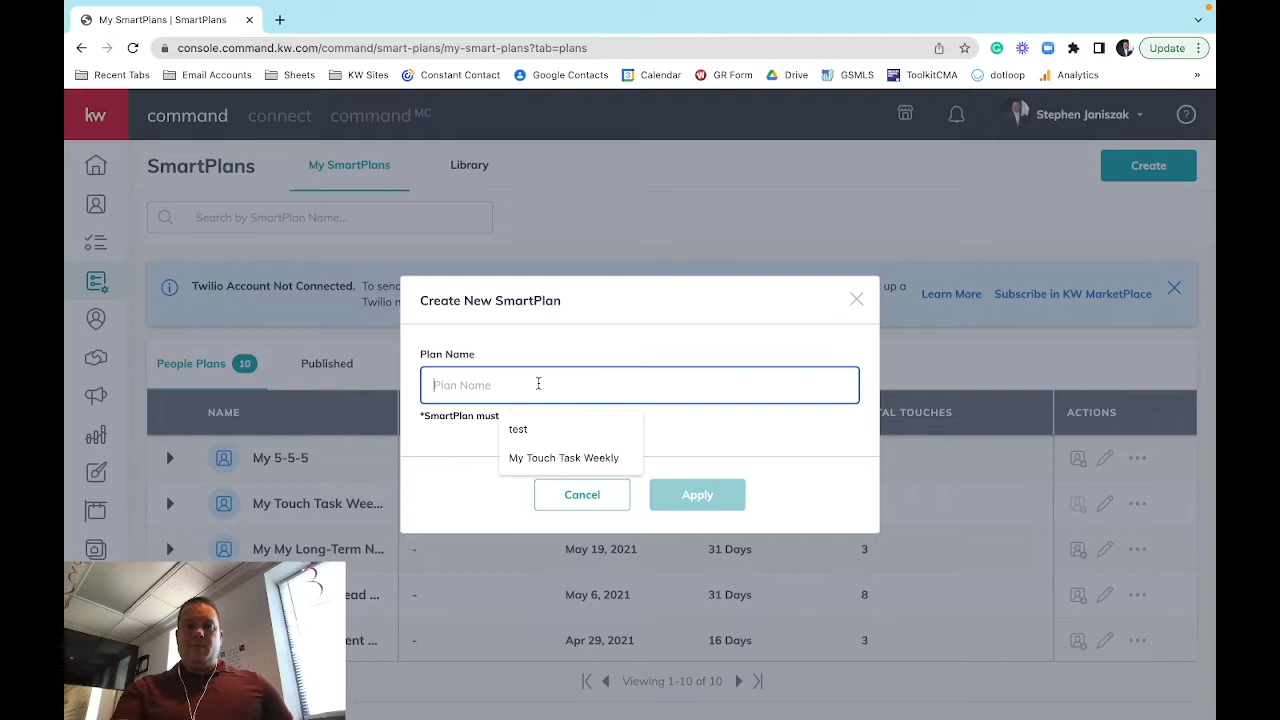 My SmartPlans | SmartPlans
console.command.kw.com/command/smart-plans/my-smart-plans?tab=plans
Update
Recent Tabs
Email Accounts
Sheets
KW Sites
Constant Contact
Google Contacts
Calendar
GR Form
Drive
GSMLS
ToolkitCMA
dotloop
Analytics
»
kw
command
connect
command MC
Stephen Janiszak
SmartPlans
My SmartPlans
Library
Create
Search by SmartPlan Name...
Twilio Account Not Connected. To send
up a
Twilio n
Learn More
Subscribe in KW MarketPlace
Create New SmartPlan
Plan Name
Plan Name
*SmartPlan must
test
My Touch Task Weekly
Cancel
Apply
People Plans 10
Published
NAME
TAL TOUCHES
ACTIONS
My 5-5-5
My Touch Task Wee...
My My Long-Term N... - May 19, 2021 31 Days 3
ead ... - May 6, 2021 31 Days 8
ent ... - Apr 29, 2021 16 Days 3
Viewing 1-10 of 10